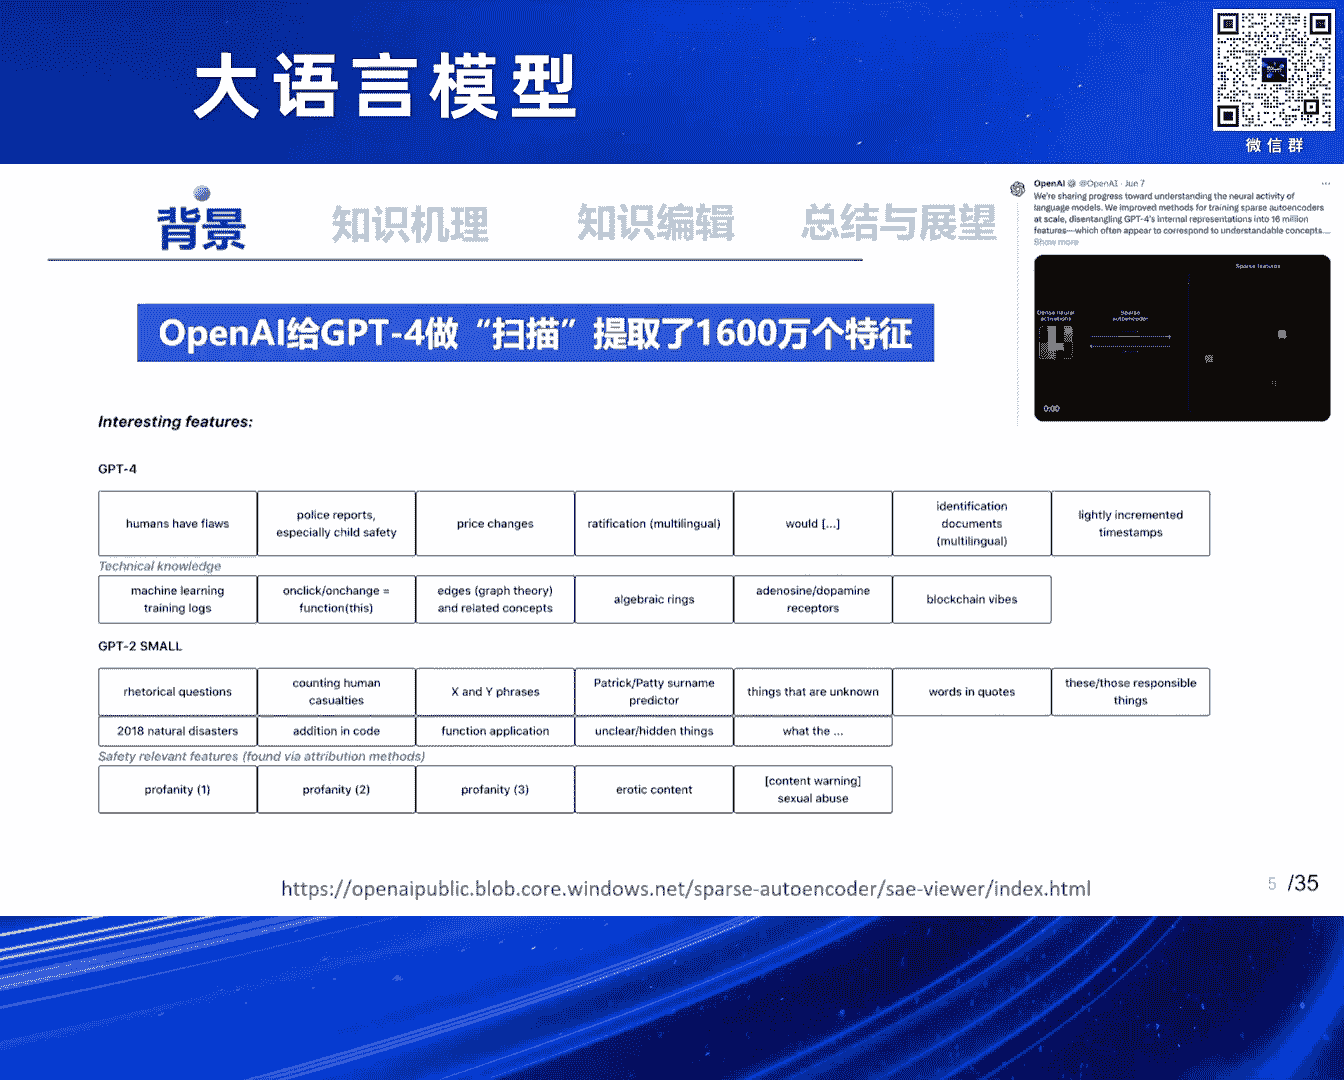 大语言模型
微信群
背景
知识机理
知识编辑
总结与展望
OpenAI @OpenAI · Jun 7
We're sharing progress toward understanding the neural activity of
language models. We improved methods for training sparse autoencoders
at scale, disentangling GPT-4's internal representations into 16 million
features—which often appear to correspond to understandable concepts....
Show more
Sparse features
Dense neural
activations
Sparse
autoencoder
0:00
OpenAI给GPT-4做“扫描”提取了1600万个特征
Interesting features:
GPT-4
humans have flaws
police reports,
especially child safety
price changes
ratification (multilingual)
would [...]
identification
documents
(multilingual)
lightly incremented
timestamps
Technical knowledge
machine learning
training logs
onclick/onchange =
function(this)
edges (graph theory)
and related concepts
algebraic rings
adenosine/dopamine
receptors
blockchain vibes
GPT-2 SMALL
rhetorical questions
counting human
casualties
X and Y phrases
Patrick/Patty surname
predictor
things that are unknown
words in quotes
these/those responsible
things
2018 natural disasters
addition in code
function application
unclear/hidden things
what the ...
Safety relevant features (found via attribution methods)
profanity (1)
profanity (2)
profanity (3)
erotic content
[content warning]
sexual abuse
https://openaipublic.blob.core.windows.net/sparse-autoencoder/sae-viewer/index.html
5 /35